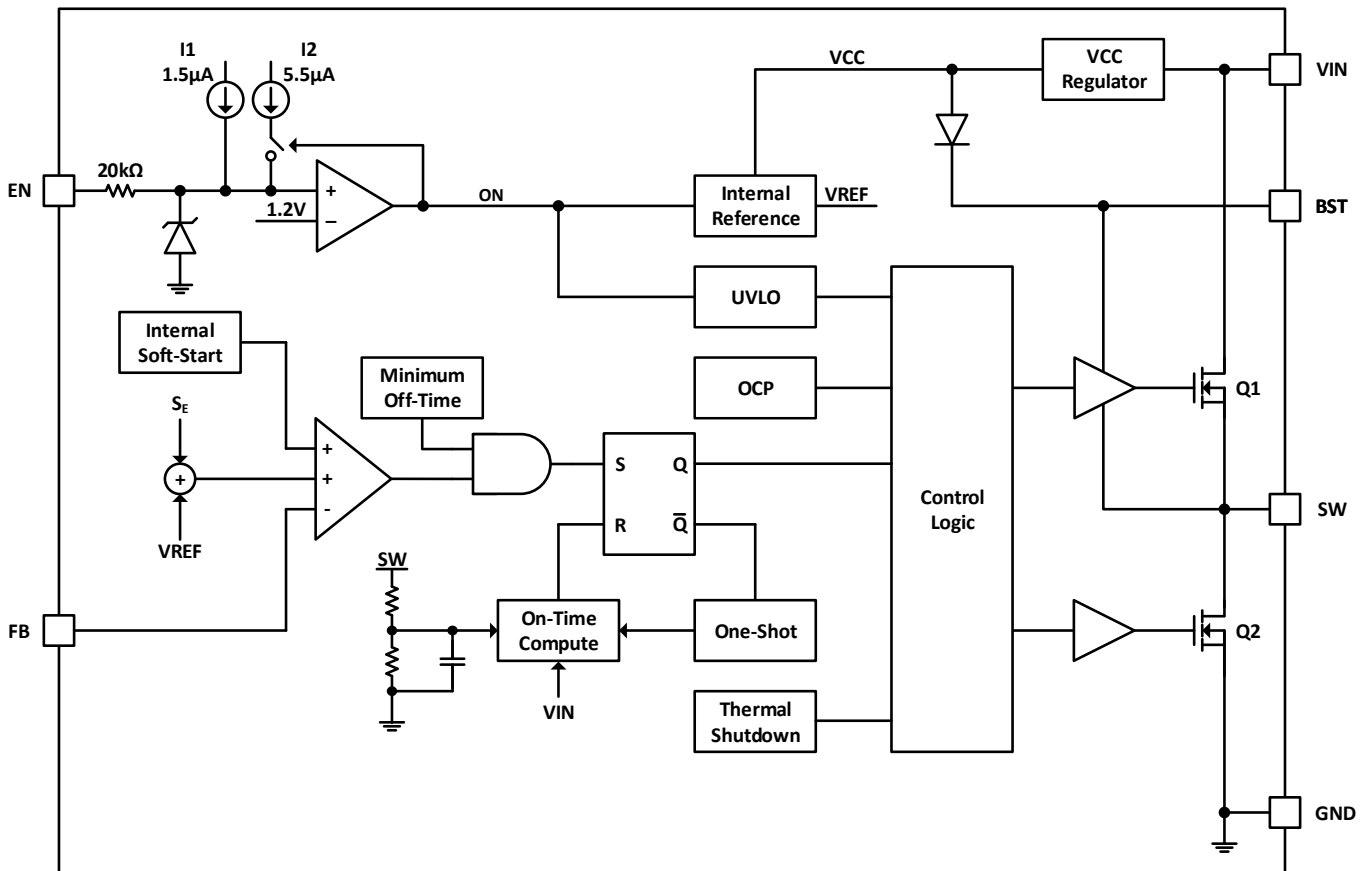 I1
1.5µA
I2
5.5µA
VCC
VCC
Regulator
VIN
EN
20kΩ
+
1.2V
−
ON
Internal
Reference
VREF
BST
UVLO
Internal
Soft-Start
Minimum
Off-Time
OCP
Q1
SE
+
+
+
-
VREF
S
Q
R
Q̅
Control
Logic
SW
SW
FB
On-Time
Compute
One-Shot
Q2
VIN
Thermal
Shutdown
GND